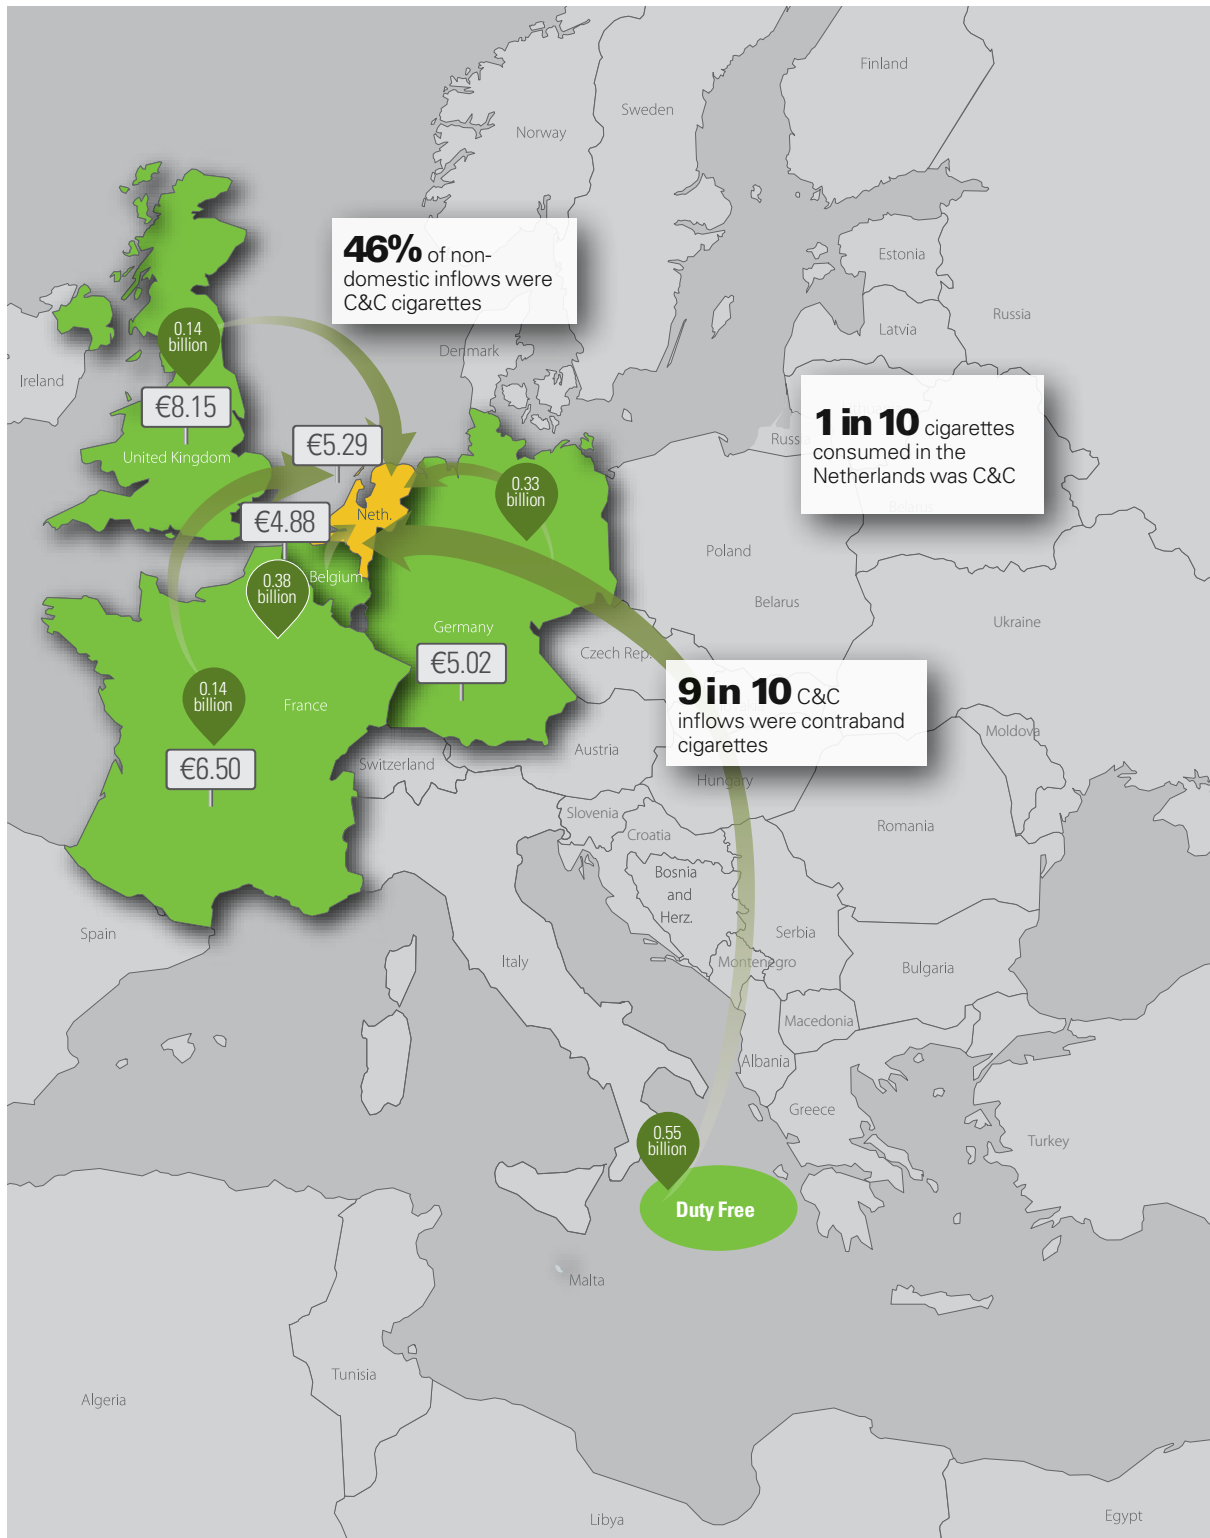 Finland
Sweden
Norway
46% of non-
domestic inflows were
C&C cigarettes
Estonia
Russia
Latvia
0.14
billion
Denmark
Ireland
€8.15
1 in 10 cigarettes
consumed in the
Netherlands was C&C
Russia
€5.29
United Kingdom
0.33
billion
Belarus
Neth.
€4.88
Poland
0.38
billion
Belgium
Belarus
Ukraine
Germany
Czech Rep.
€5.02
9 in 10 C&C
inflows were contraband
cigarettes
0.14
billion
France
Moldova
Austria
Switzerland
€6.50
Hungary
Slovenia
Croatia
Romania
Bosnia
and
Herz.
Spain
Serbia
Italy
Montenegro
Bulgaria
Macedonia
Albania
Greece
0.55
billion
Turkey
Duty Free
Malta
Tunisia
Algeria
Libya
Egypt